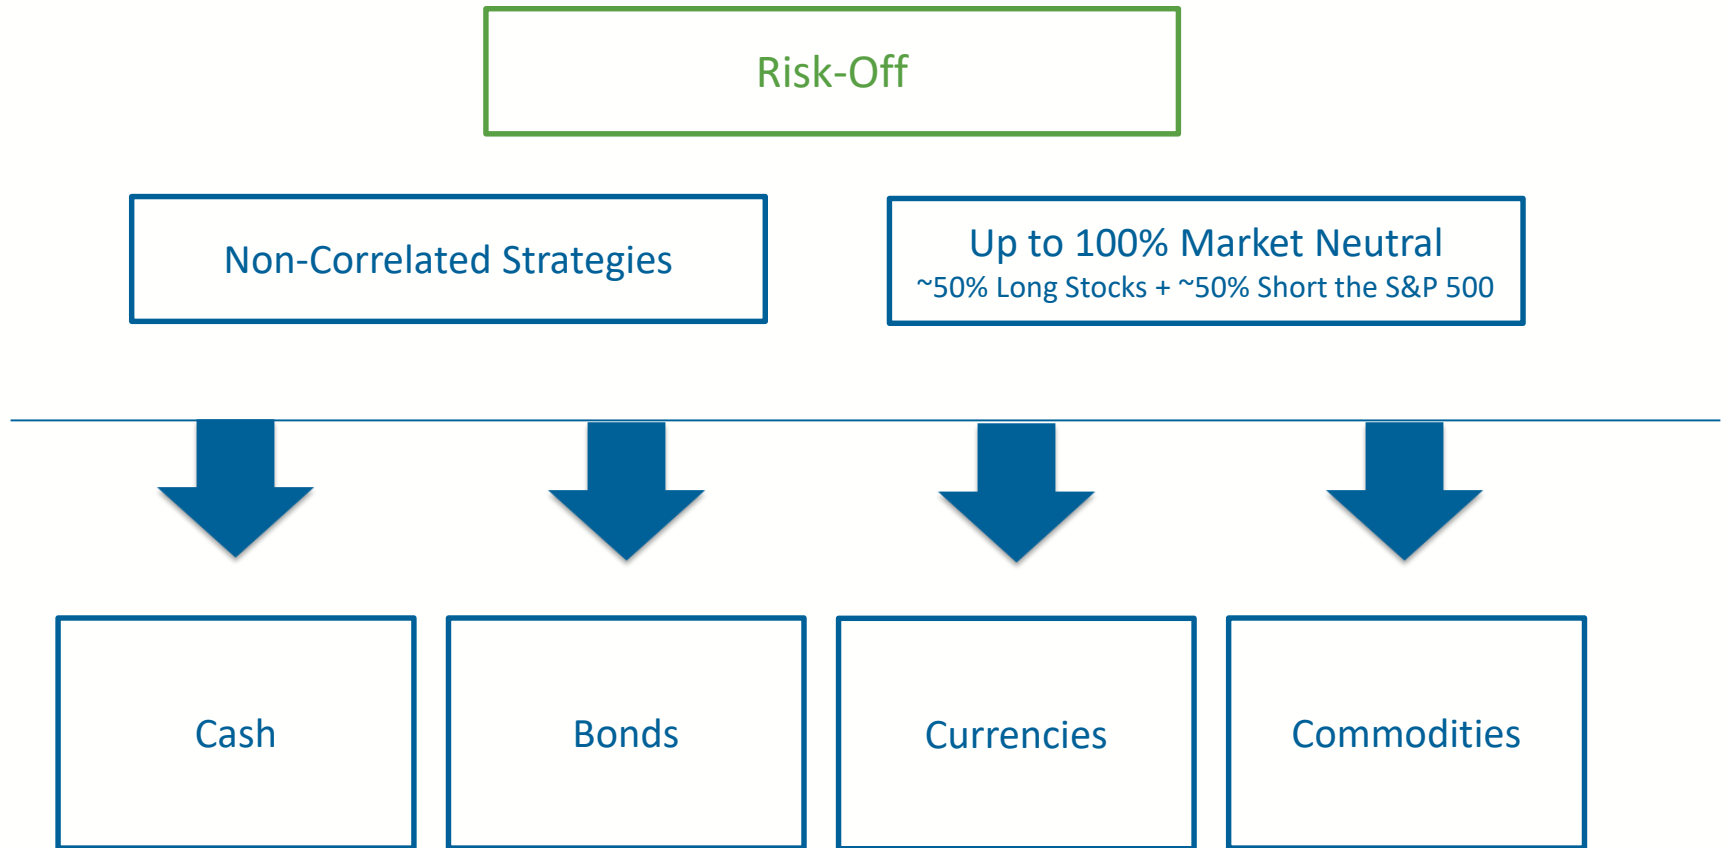 Risk-Off
Non-Correlated Strategies
Up to 100% Market Neutral
~50% Long Stocks + ~50% Short the S&P 500
Cash
Bonds
Currencies
Commodities